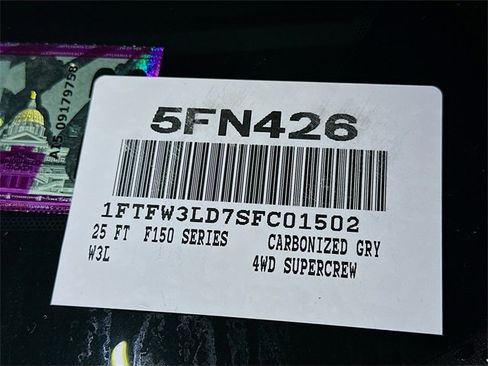 5FN426
1FTFW3LD7SFC01502
25 FT F150 SERIES CARBONIZED GRY
W3L 4WD SUPERCREW